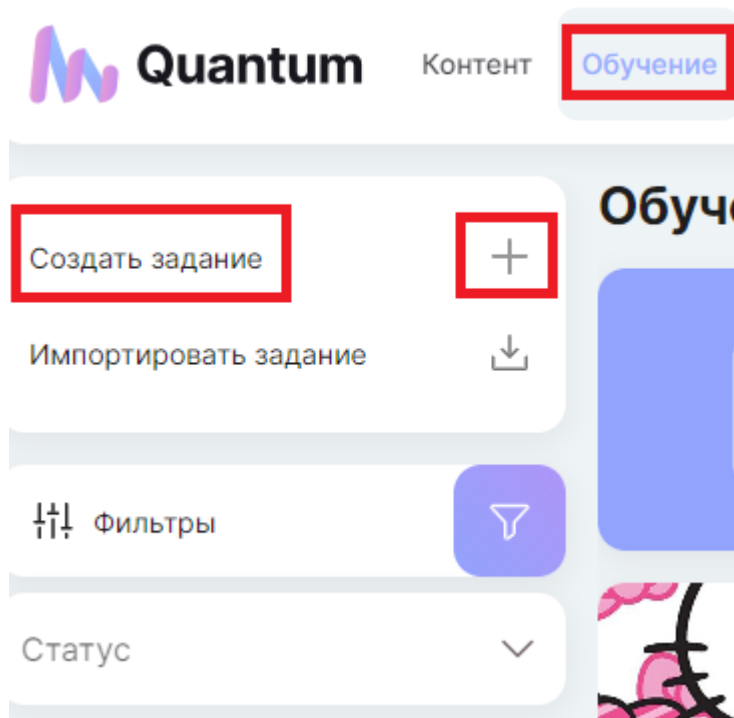 Quantum Контент Обучение
Создать задание
Импортировать задание
Фильтры
Статус